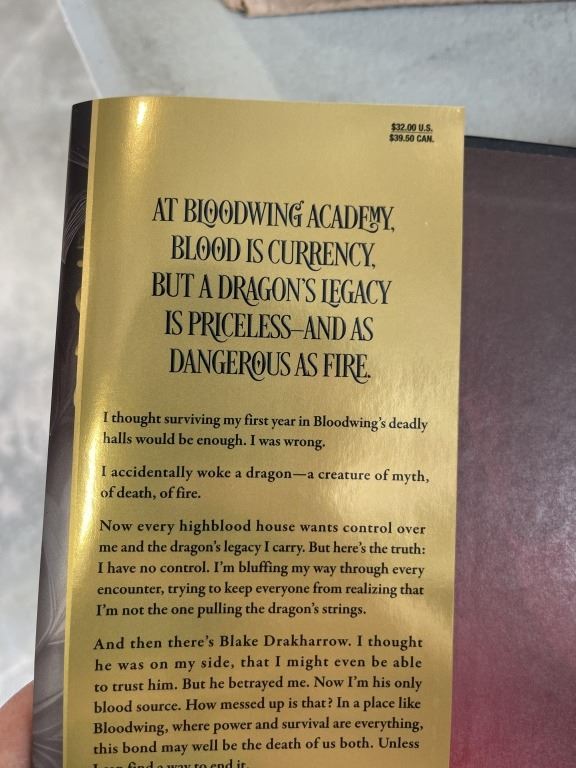 $32.00 U.S.
$39.50 CAN.
AT BLOODWING ACADEMY,
BLOOD IS CURRENCY,
BUT A DRAGON'S LEGACY
IS PRICELESS—AND AS
DANGEROUS AS FIRE.
I thought surviving my first year in Bloodwing's deadly
halls would be enough. I was wrong.
I accidentally woke a dragon—a creature of myth,
of death, of fire.
Now every highblood house wants control over
me and the dragon's legacy I carry. But here's the truth:
I have no control. I'm bluffing my way through every
encounter, trying to keep everyone from realizing that
I'm not the one pulling the dragon's strings.
And then there's Blake Drakharrow. I thought
he was on my side, that I might even be able
to trust him. But he betrayed me. Now I'm his only
blood source. How messed up is that? In a place like
Bloodwing, where power and survival are everything,
this bond may well be the death of us both. Unless
I can find a way to end it.